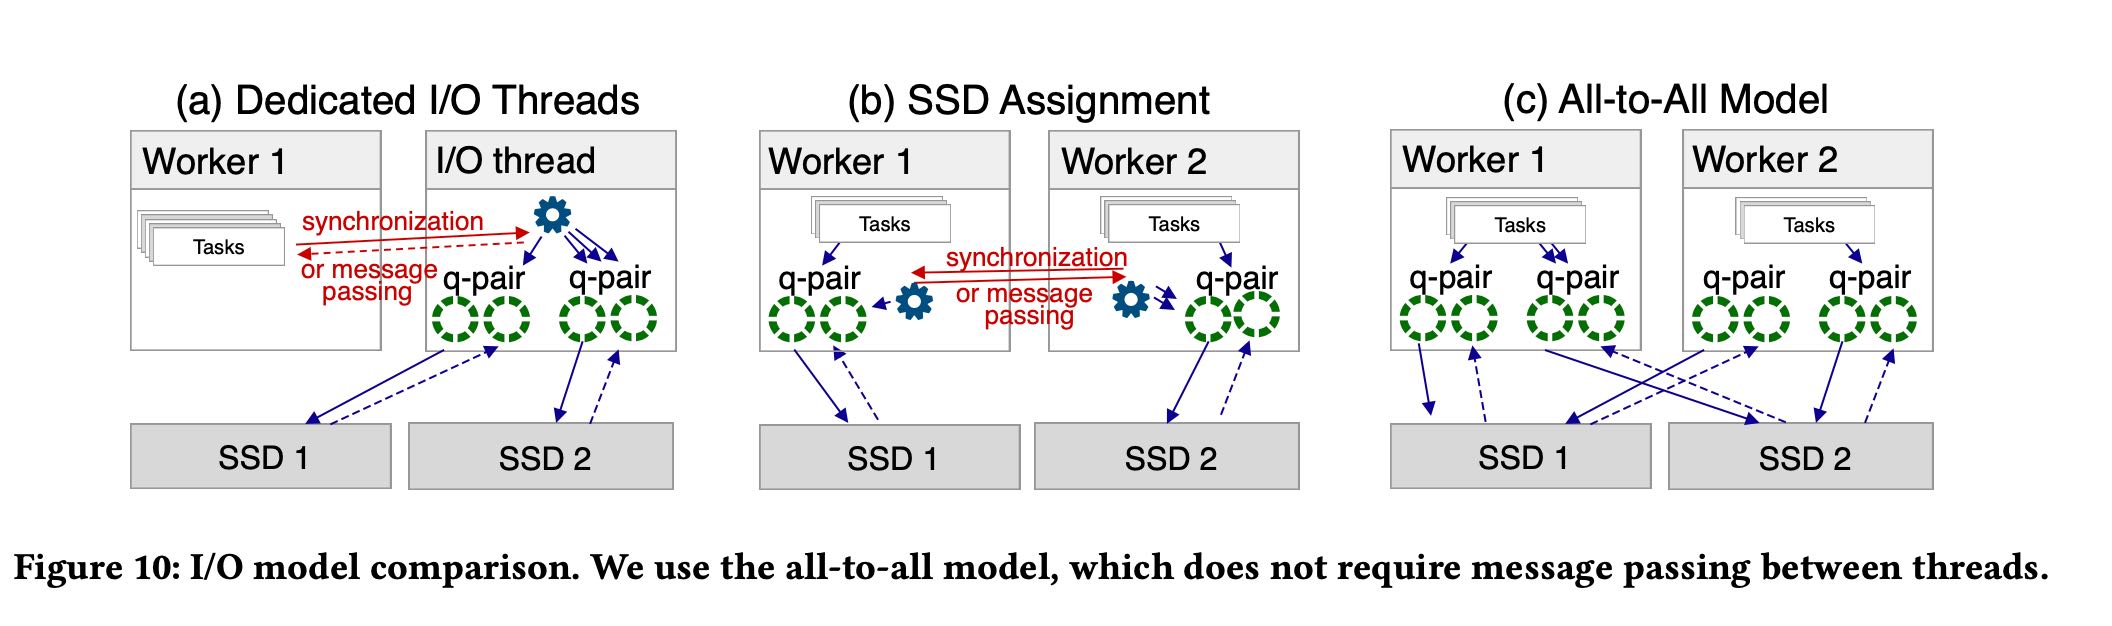 (a) Dedicated I/O Threads
Worker 1
I/O thread
Tasks
synchronization
or message
passing
q-pair
q-pair
SSD 1
SSD 2
(b) SSD Assignment
Worker 1
Worker 2
Tasks
Tasks
synchronization
or message
passing
q-pair
q-pair
SSD 1
SSD 2
(c) All-to-All Model
Worker 1
Worker 2
Tasks
Tasks
q-pair
q-pair
q-pair
q-pair
SSD 1
SSD 2
Figure 10: I/O model comparison. We use the all-to-all model, which does not require message passing between threads.